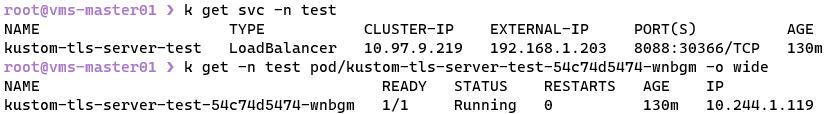 root@vms-master01 ❯ k get svc -n test
NAME                      TYPE           CLUSTER-IP    EXTERNAL-IP     PORT(S)          AGE
kustom-tls-server-test   LoadBalancer   10.97.9.219   192.168.1.203   8088:30366/TCP   130m
root@vms-master01 ❯ k get -n test pod/kustom-tls-server-test-54c74d5474-wnbgm -o wide
NAME                                      READY   STATUS    RESTARTS   AGE    IP
kustom-tls-server-test-54c74d5474-wnbgm   1/1     Running   0          130m   10.244.1.119